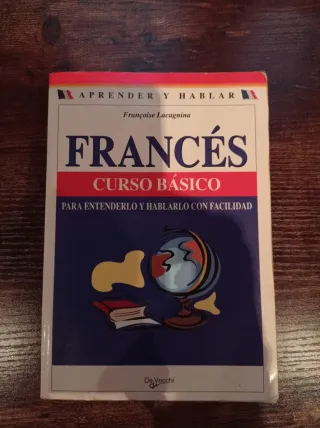 APRENDER Y HABLAR
Françoise Lacagnina
FRANCÉS
CURSO BÁSICO
PARA ENTENDERLO Y HABLARLO CON FACILIDAD
De Vecchi